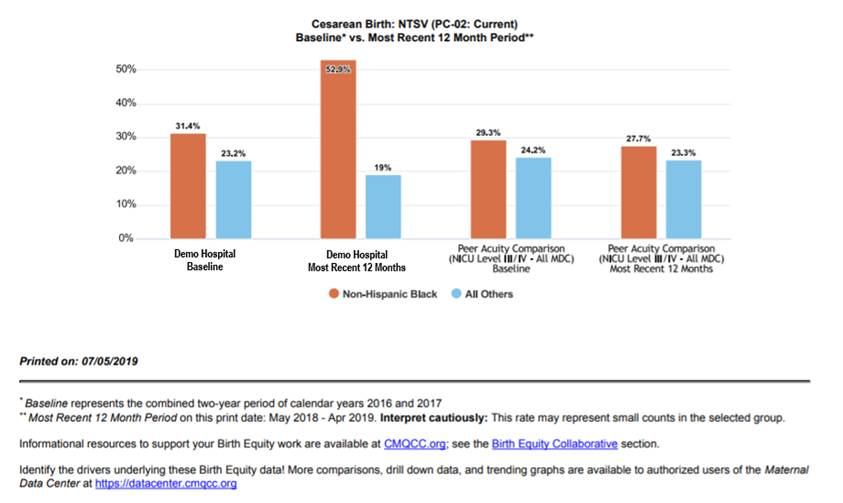 Cesarean Birth: NTSV (PC-02: Current)
Baseline* vs. Most Recent 12 Month Period**
50%
40%
30%
20%
10%
0%
31.4%
23.2%
52.9%
19%
29.3%
24.2%
27.7%
23.3%
Demo Hospital
Baseline
Demo Hospital
Most Recent 12 Months
Peer Acuity Comparison
(NICU Level III/IV - All MDC)
Baseline
Peer Acuity Comparison
(NICU Level III/IV - All MDC)
Most Recent 12 Months
Non-Hispanic Black
All Others
Printed on: 07/05/2019
* Baseline represents the combined two-year period of calendar years 2016 and 2017
** Most Recent 12 Month Period on this print date: May 2018 - Apr 2019. Interpret cautiously: This rate may represent small counts in the selected group.
Informational resources to support your Birth Equity work are available at CMQCC.org; see the Birth Equity Collaborative section.
Identify the drivers underlying these Birth Equity data! More comparisons, drill down data, and trending graphs are available to authorized users of the Maternal
Data Center at https://datacenter.cmqcc.org